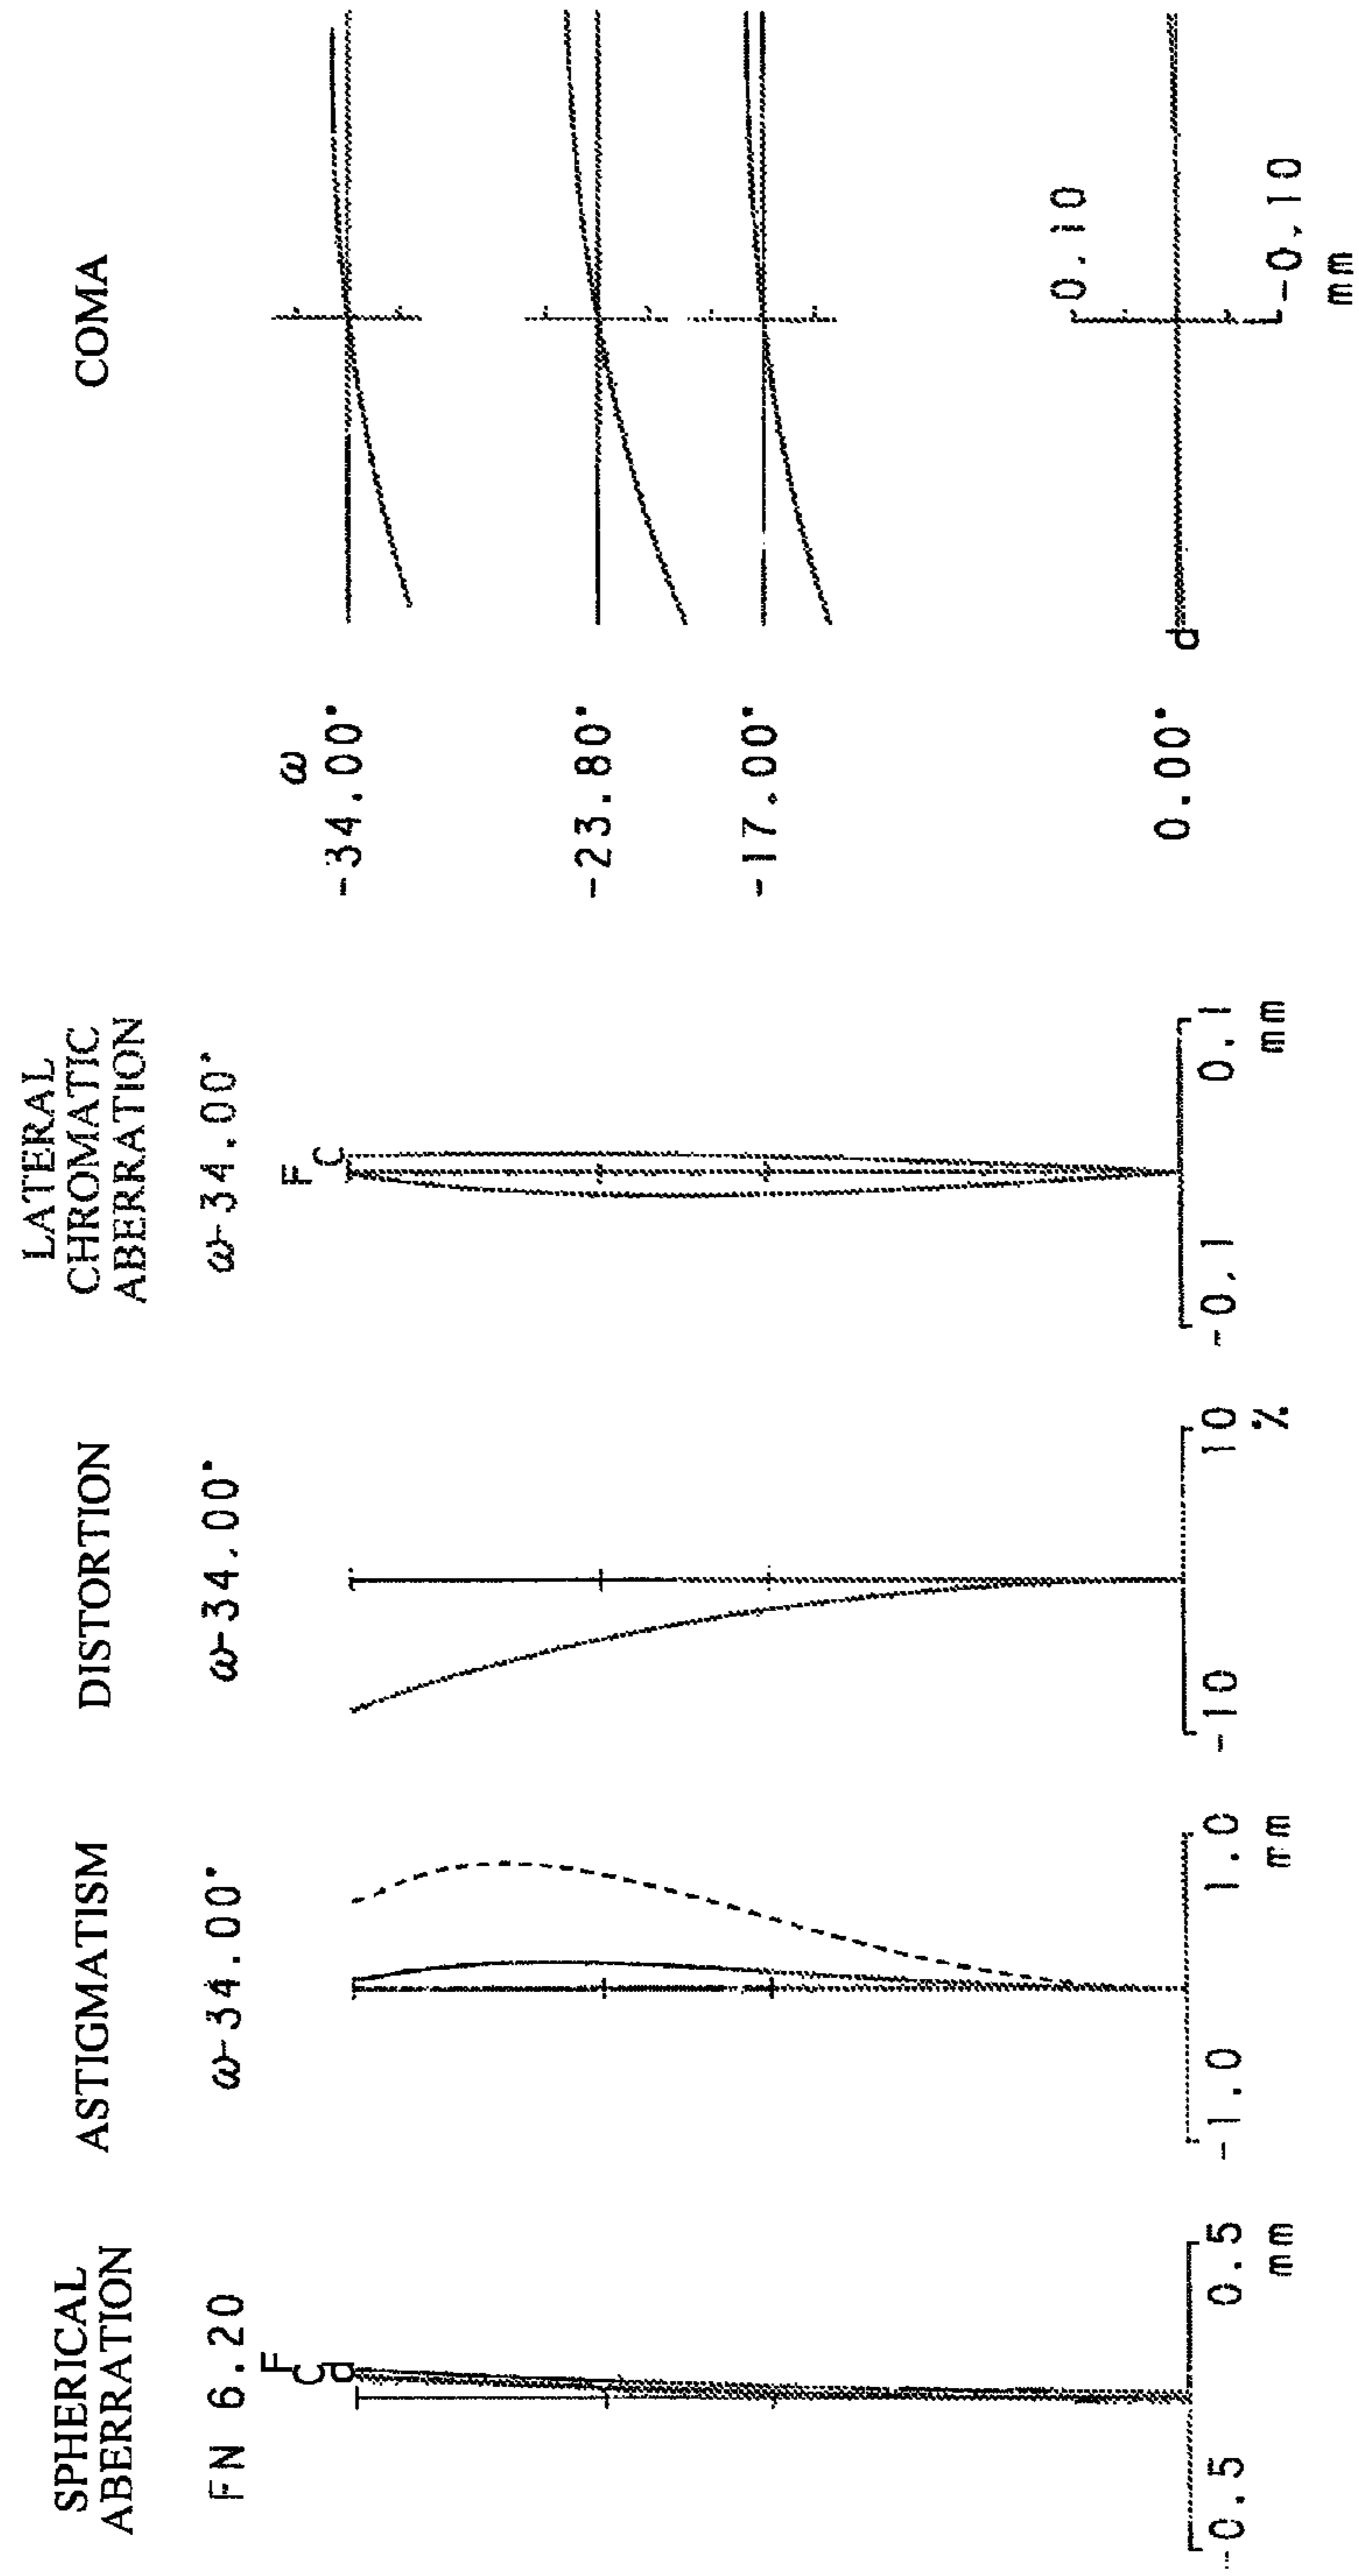 SPHERICAL
ABERRATION
FN 6.20
F
C
d
-0.5
0.5
mm
ASTIGMATISM
ω-34.00°
-1.0
1.0
mm
DISTORTION
ω-34.00°
-10
10
%
LATERAL
CHROMATIC
ABERRATION
ω-34.00°
F
C
-0.1
0.1
mm
COMA
ω
-34.00°
-23.80°
-17.00°
0.00°
d
0.10
-0.10
mm